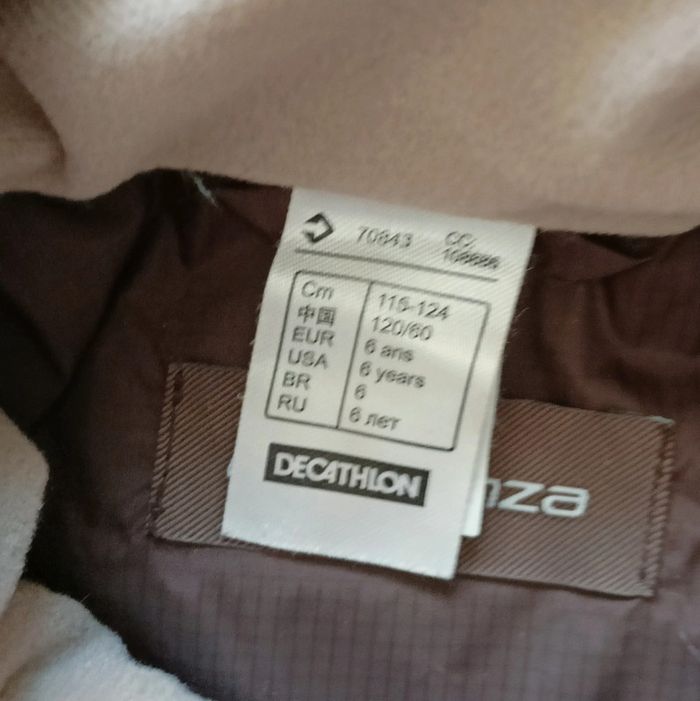 70843 CC
108686
Cm 115-124
中国 120/60
EUR 6 ans
USA 6 years
BR 6
RU 6 лет
DECATHLON